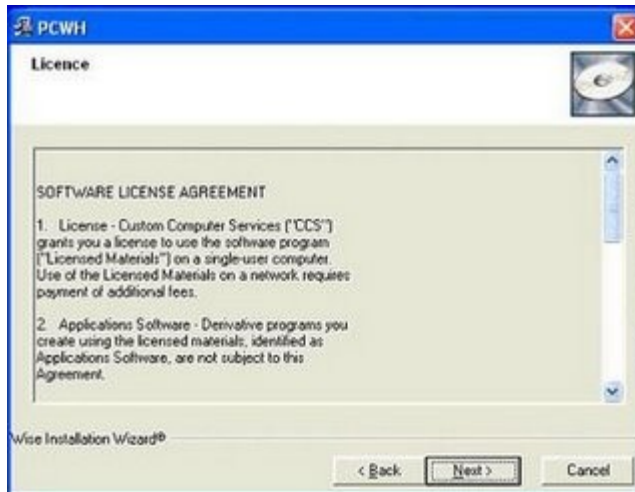 PCWH
Licence
SOFTWARE LICENSE AGREEMENT
1. License - Custom Computer Services ("CCS")
grants you a license to use the software program
("Licensed Materials") on a single-user computer.
Use of the Licensed Materials on a network requires
payment of additional fees.
2. Applications Software - Derivative programs you
create using the licensed materials, identified as
Applications Software, are not subject to this
Agreement.
Wise Installation Wizard®
< Back
Next >
Cancel